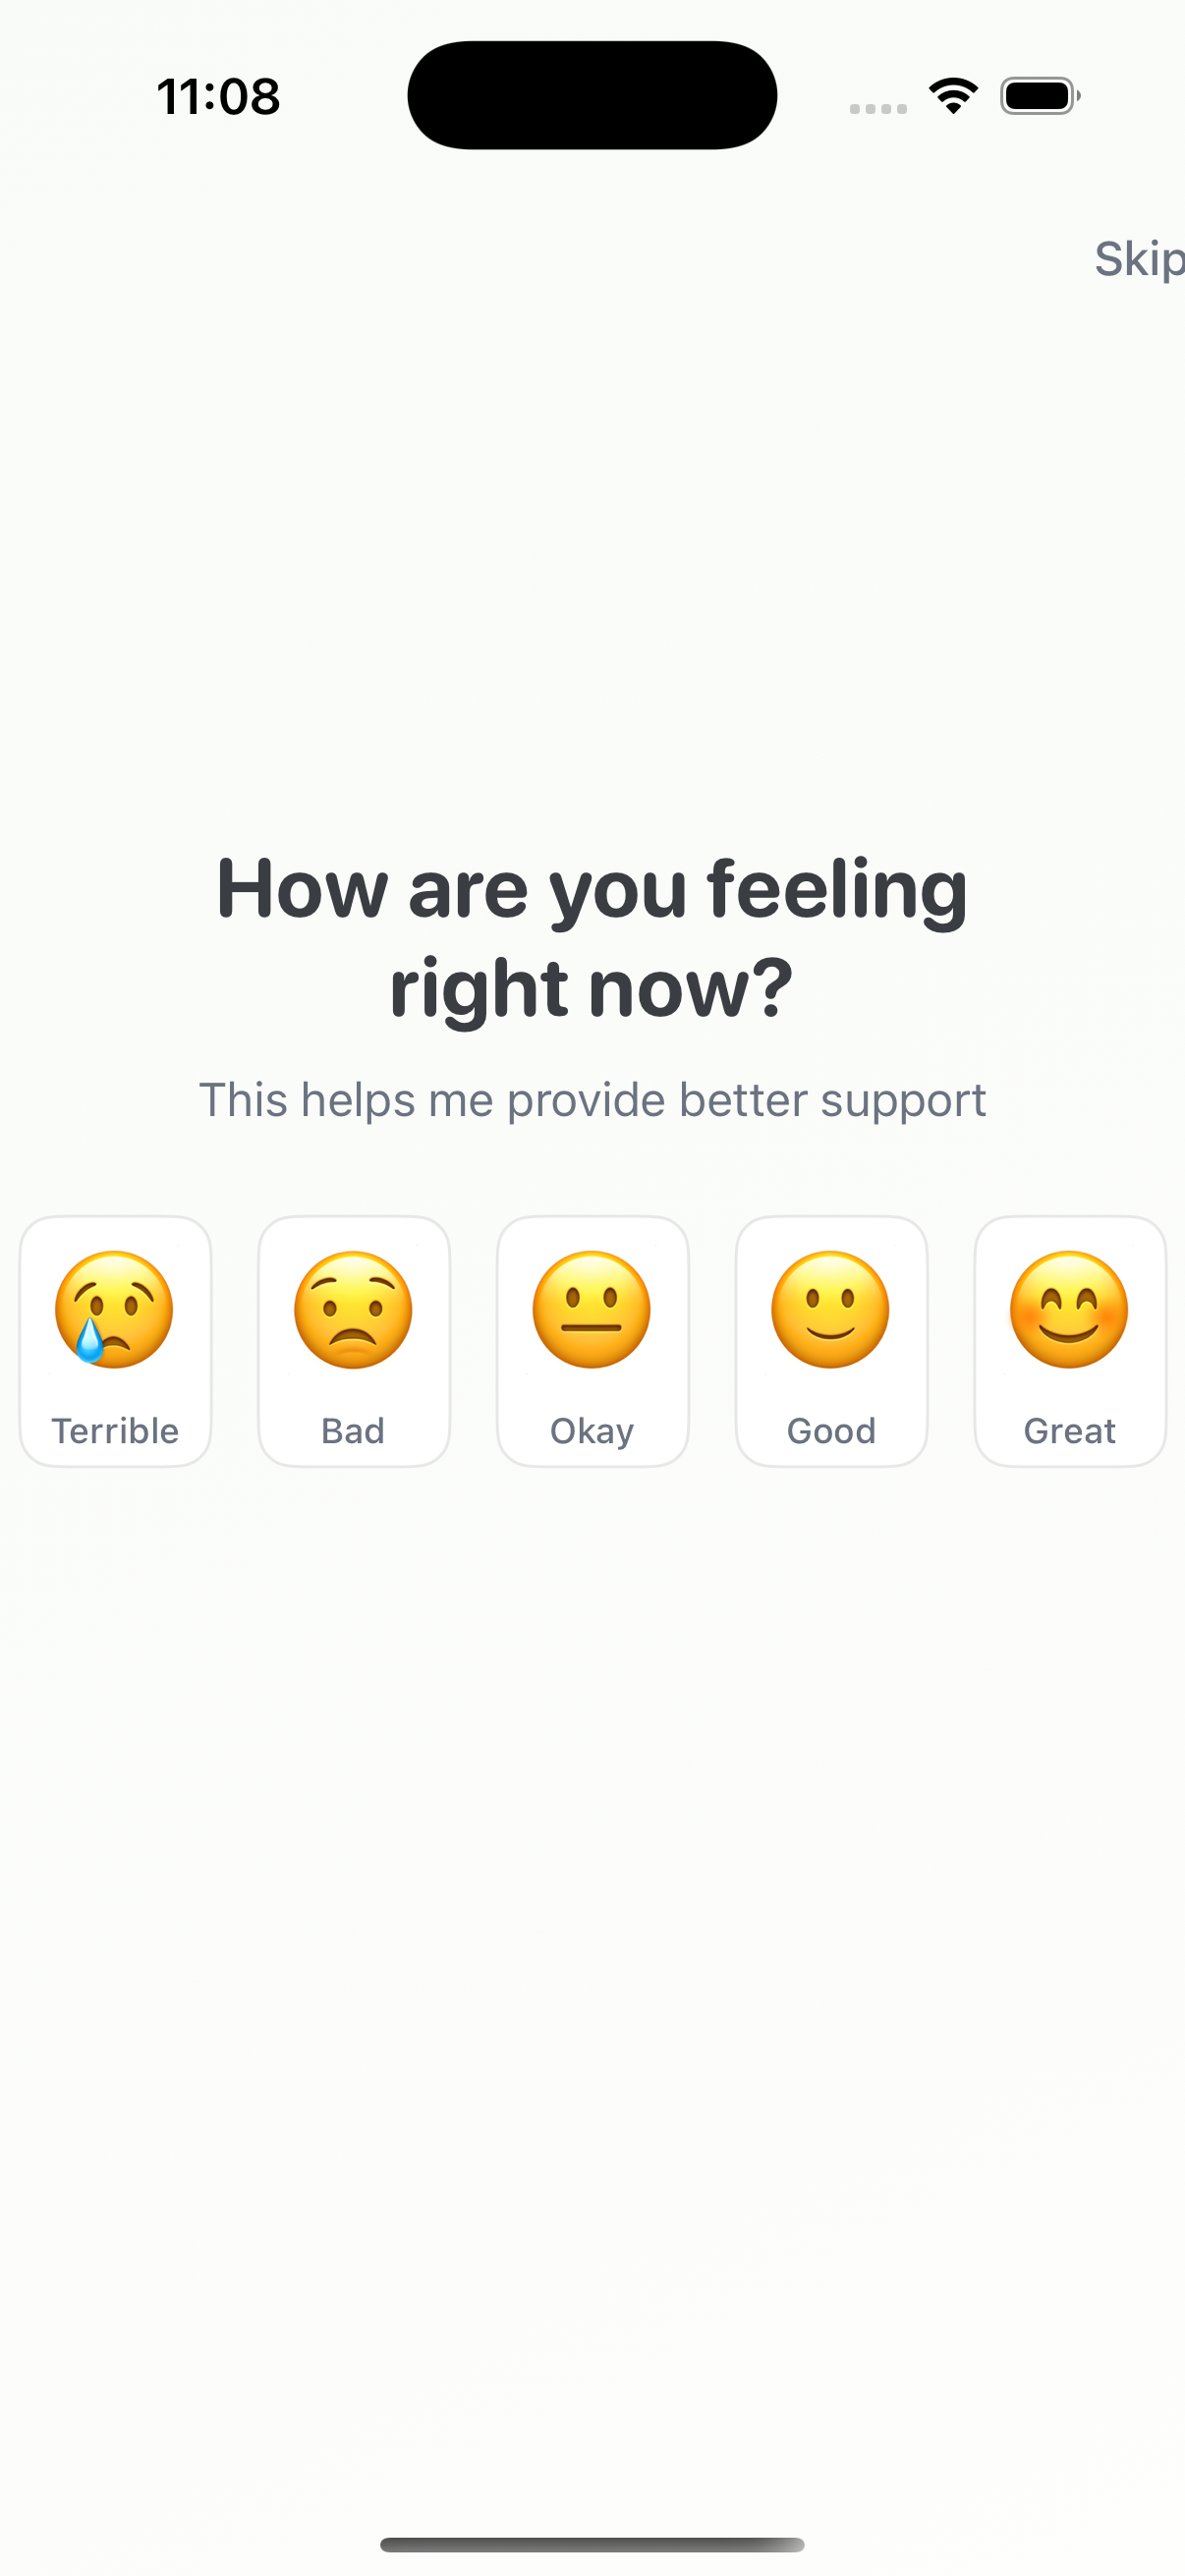 11:08
Skip
How are you feeling
right now?
This helps me provide better support
Terrible
Bad
Okay
Good
Great